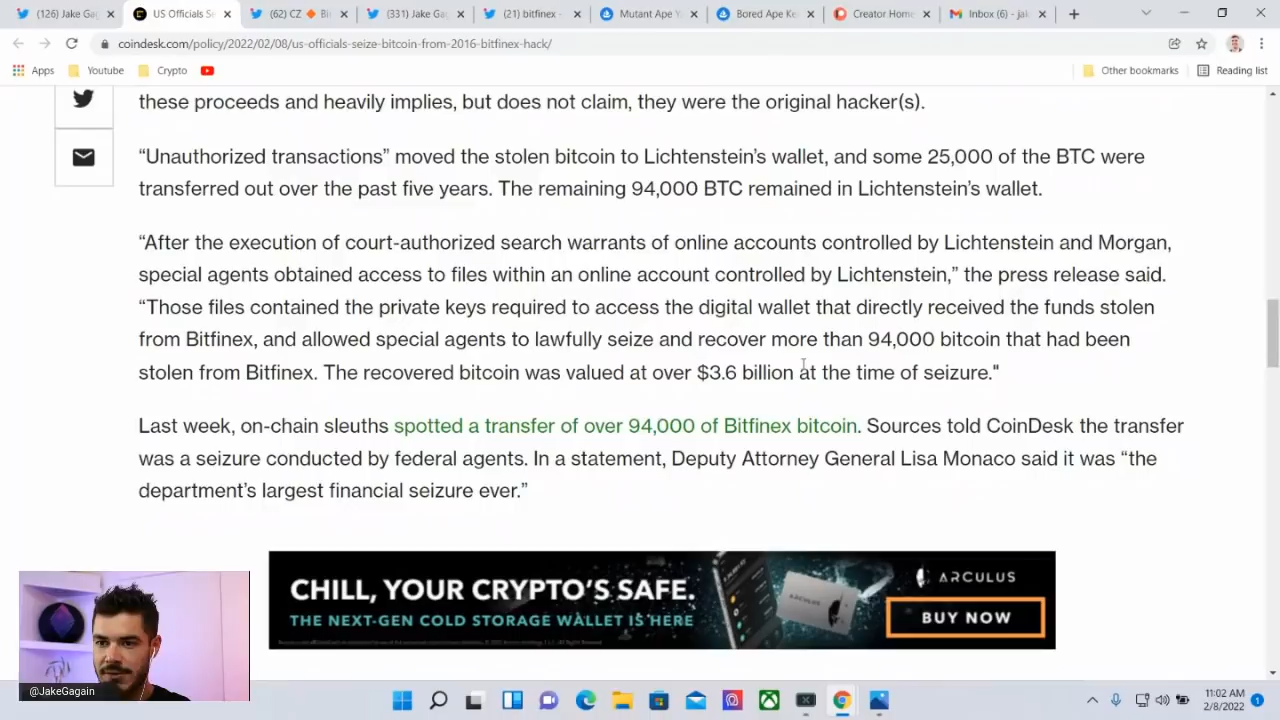 (126) Jake Ga
US Officials Se
(62) CZ 🔶 Bi
(331) Jake Gag
(21) bitfinex -
Mutant Ape Y
Bored Ape Ke
Creator Home
Inbox (6) - jak
coindesk.com/policy/2022/02/08/us-officials-seize-bitcoin-from-2016-bitfinex-hack/
Apps
Youtube
Crypto
Other bookmarks
Reading list
these proceeds and heavily implies, but does not claim, they were the original hacker(s).
“Unauthorized transactions” moved the stolen bitcoin to Lichtenstein’s wallet, and some 25,000 of the BTC were
transferred out over the past five years. The remaining 94,000 BTC remained in Lichtenstein’s wallet.
“After the execution of court-authorized search warrants of online accounts controlled by Lichtenstein and Morgan,
special agents obtained access to files within an online account controlled by Lichtenstein,” the press release said.
“Those files contained the private keys required to access the digital wallet that directly received the funds stolen
from Bitfinex, and allowed special agents to lawfully seize and recover more than 94,000 bitcoin that had been
stolen from Bitfinex. The recovered bitcoin was valued at over $3.6 billion at the time of seizure."
Last week, on-chain sleuths spotted a transfer of over 94,000 of Bitfinex bitcoin. Sources told CoinDesk the transfer
was a seizure conducted by federal agents. In a statement, Deputy Attorney General Lisa Monaco said it was “the
department’s largest financial seizure ever.”
CHILL, YOUR CRYPTO’S SAFE.
THE NEXT-GEN COLD STORAGE WALLET IS HERE
ARCULUS
BUY NOW
@JakeGagain
11:02 AM
2/8/2022
1